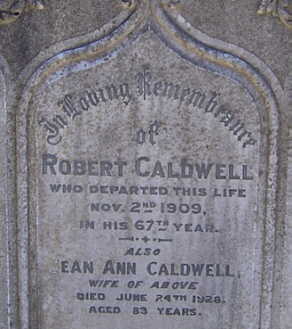 In Loving Remembrance
of
ROBERT CALDWELL
WHO DEPARTED THIS LIFE
NOV. 2ND 1909,
IN HIS 67TH YEAR.
ALSO
EAN ANN CALDWELL,
WIFE OF ABOVE
DIED JUNE 24TH 1928,
AGED 83 YEARS.